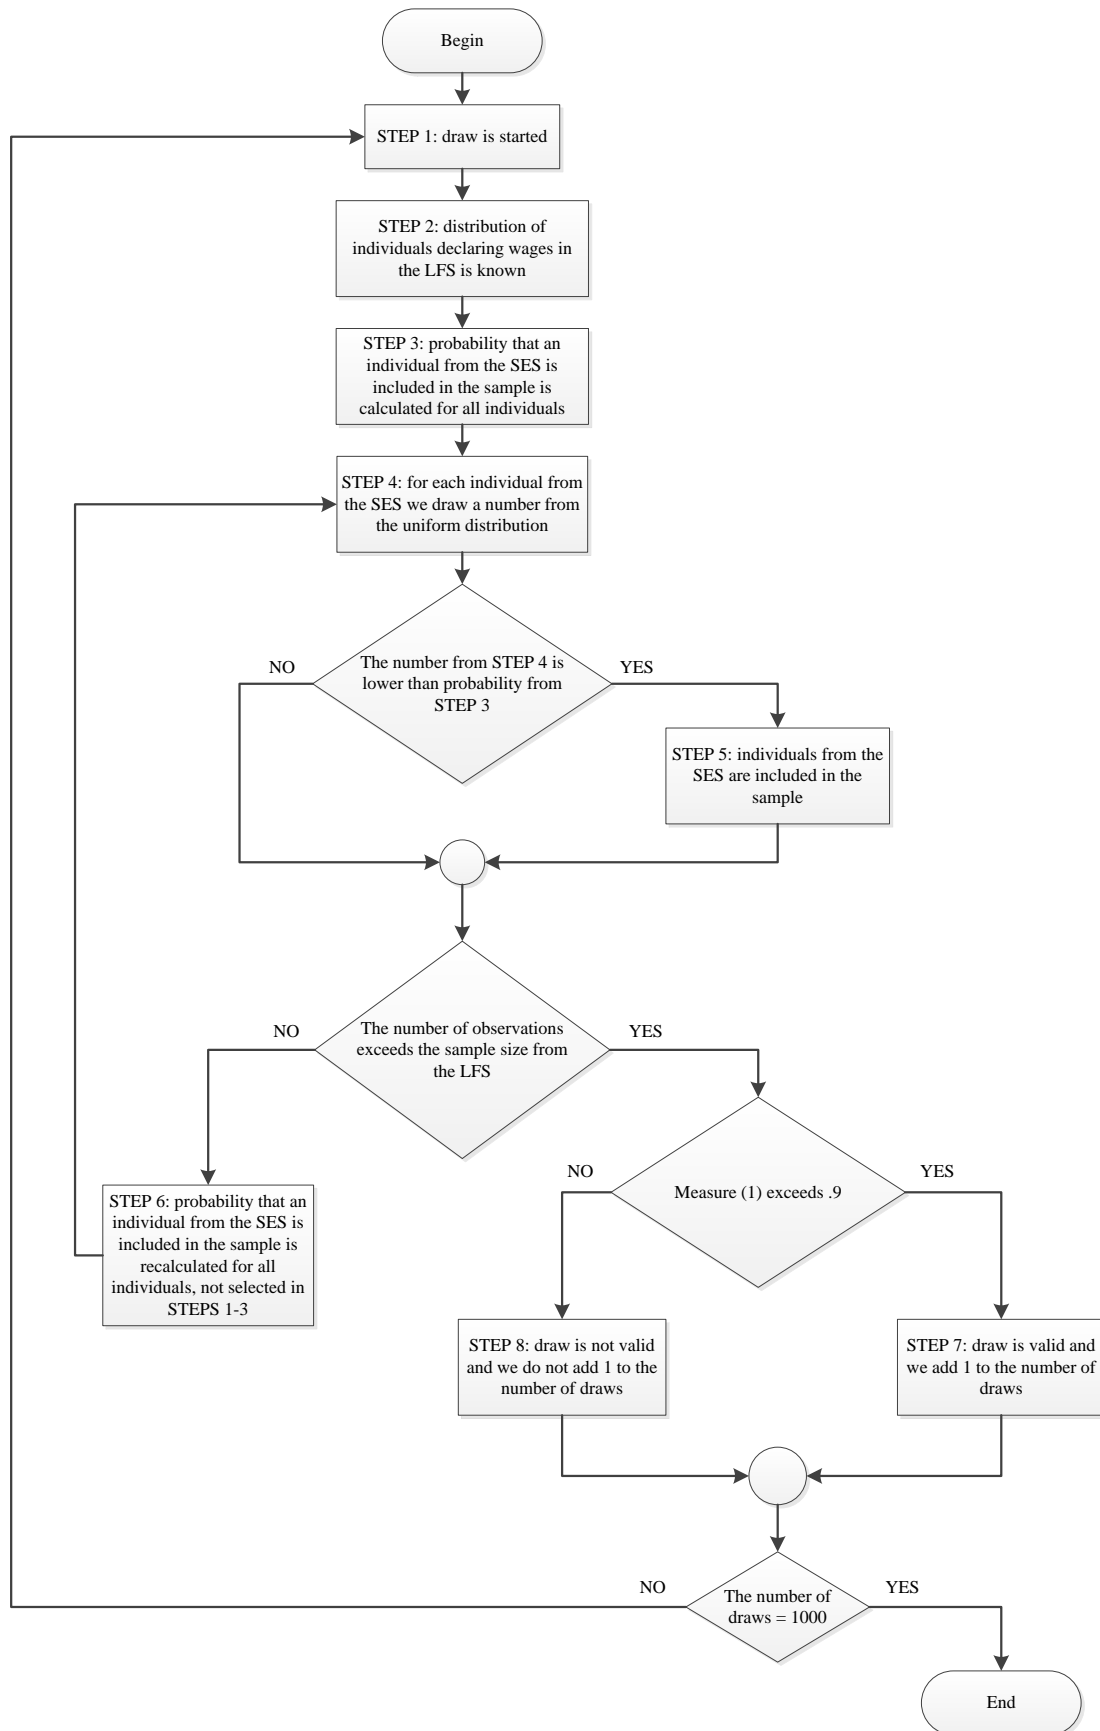 Begin
STEP 1: draw is started
STEP 2: distribution of
individuals declaring wages in
the LFS is known
STEP 3: probability that an
individual from the SES is
included in the sample is
calculated for all individuals
STEP 4: for each individual from
the SES we draw a number from
the uniform distribution
NO
The number from STEP 4 is
lower than probability from
STEP 3
YES
STEP 5: individuals from the
SES are included in the
sample
NO
The number of observations
exceeds the sample size from
the LFS
YES
STEP 6: probability that an
individual from the SES is
included in the sample is
recalculated for all
individuals, not selected in
STEPS 1-3
NO
Measure (1) exceeds .9
YES
STEP 8: draw is not valid
and we do not add 1 to the
number of draws
STEP 7: draw is valid and
we add 1 to the number of
draws
NO
The number of
draws = 1000
YES
End